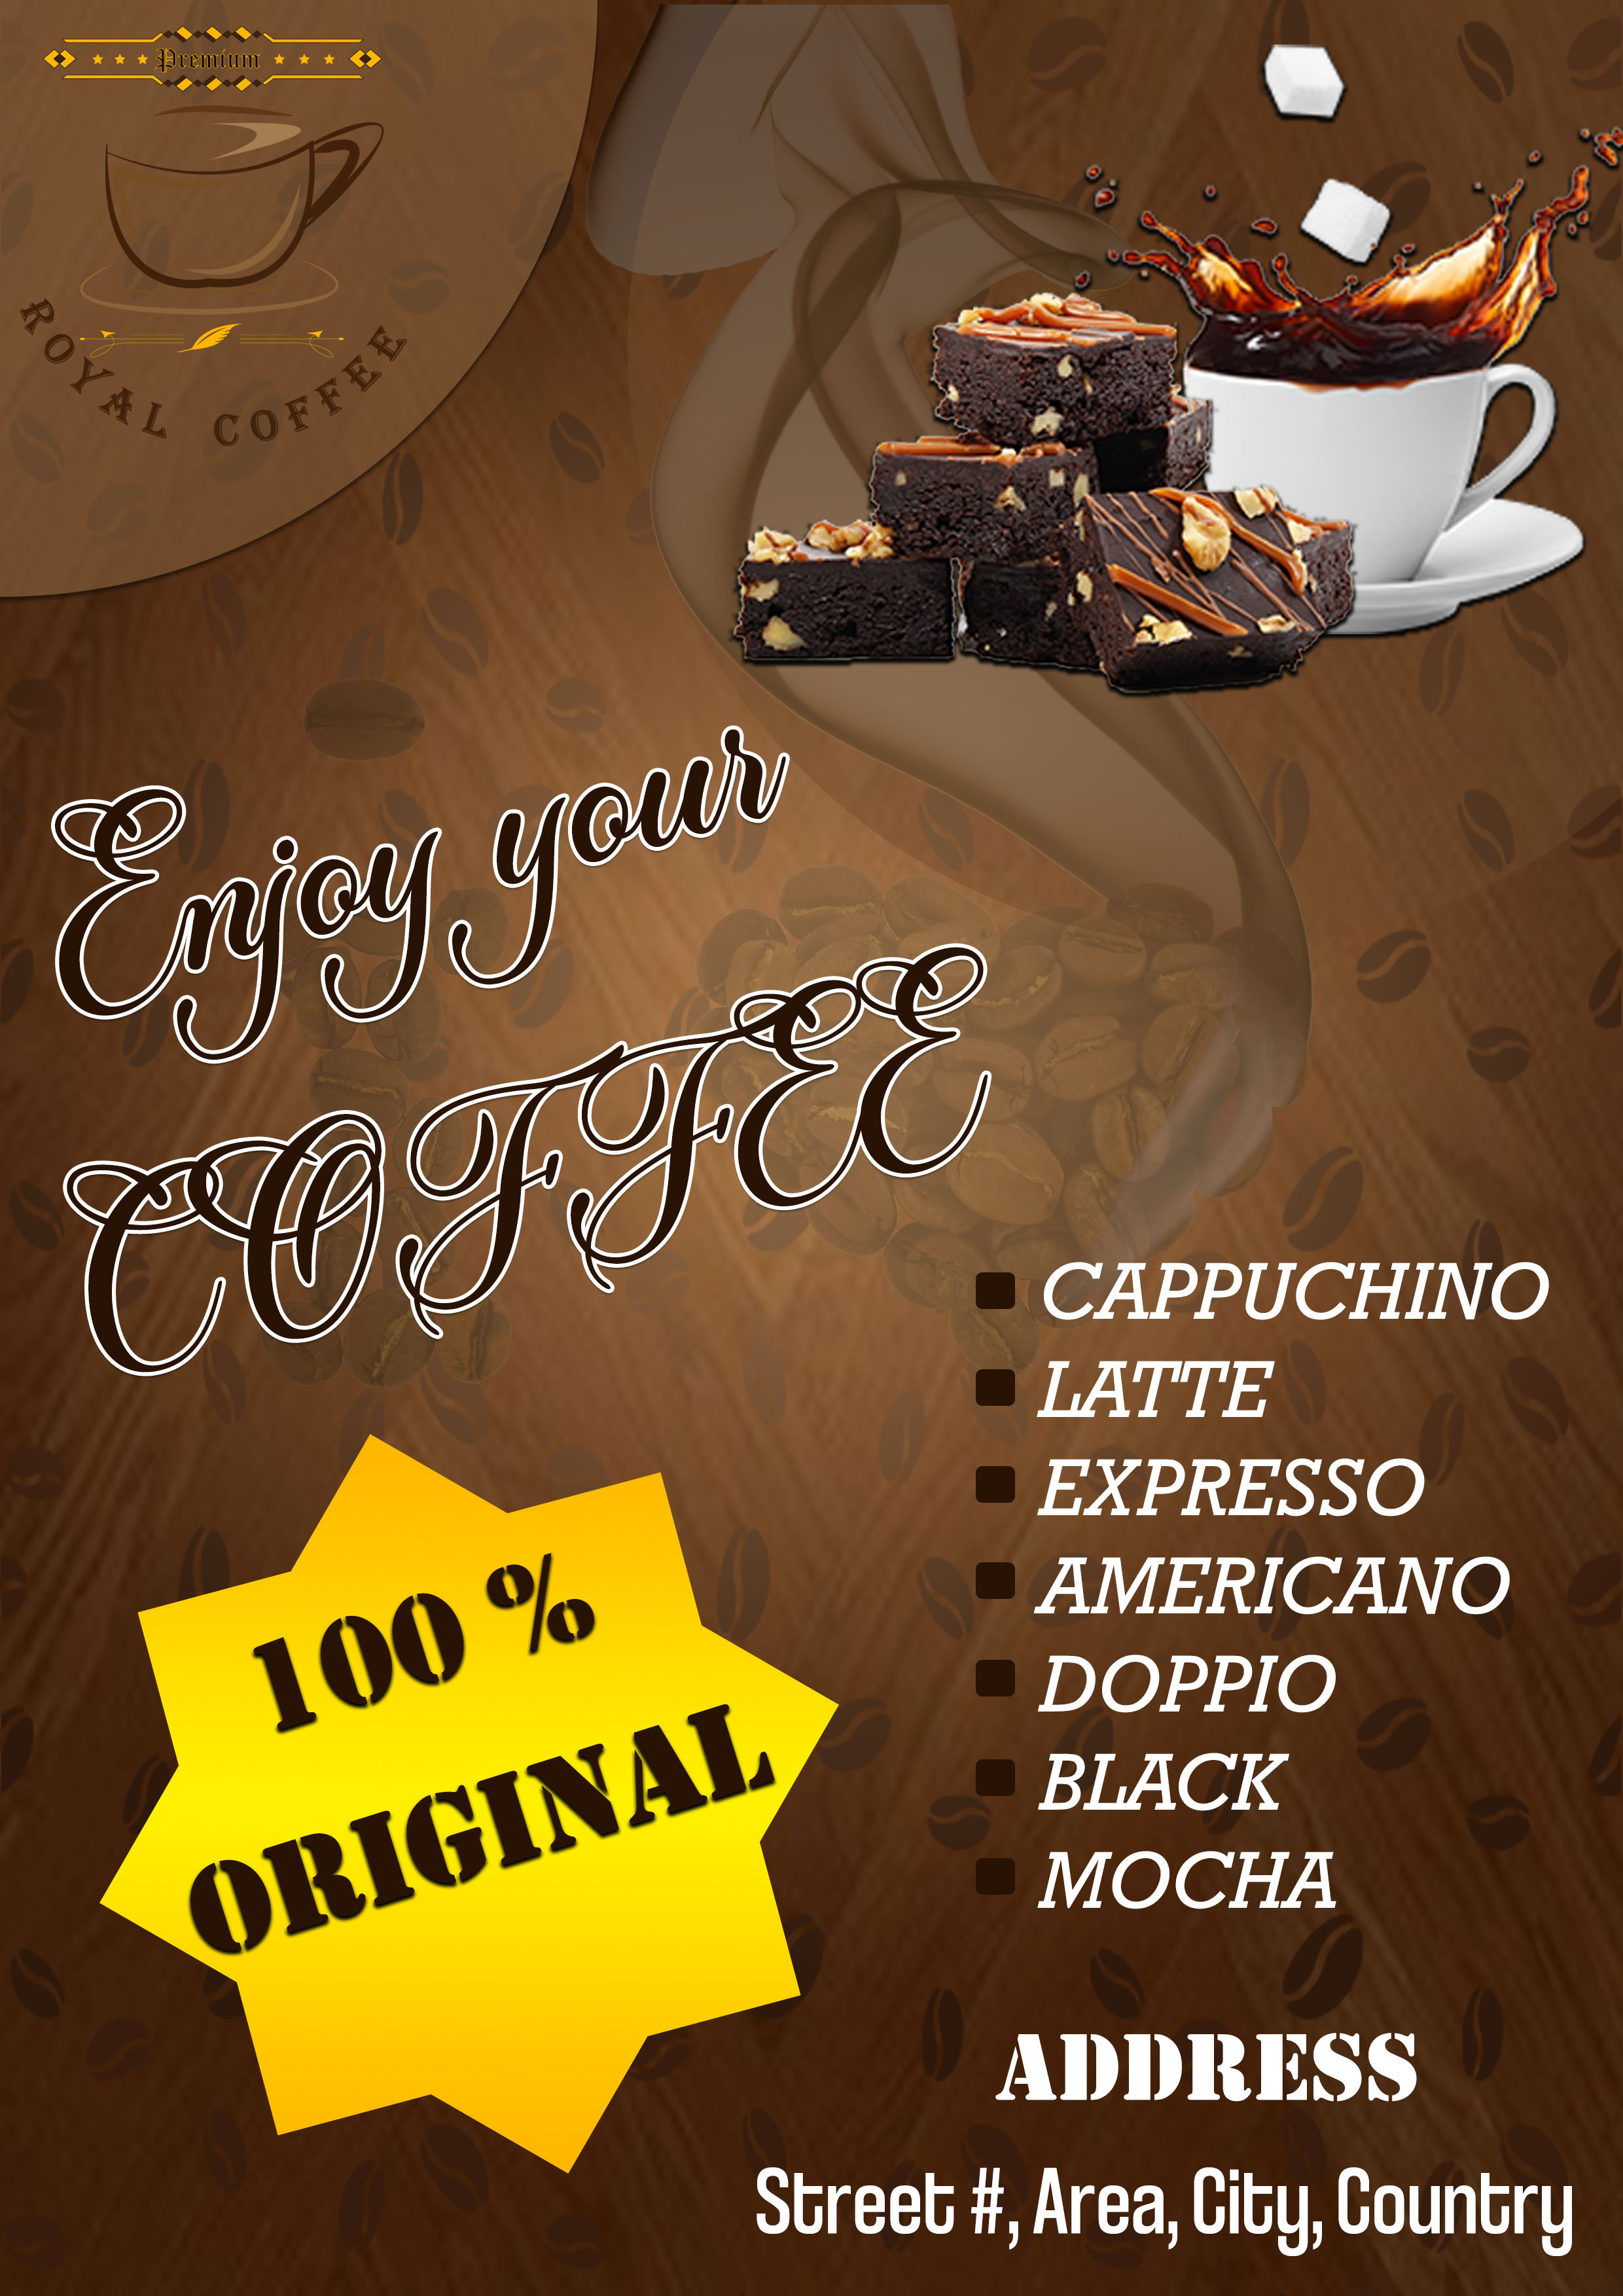 Premium
ROYAL COFFEE
Enjoy your
COFFEE
CAPPUCHINO
LATTE
EXPRESSO
AMERICANO
DOPPIO
BLACK
MOCHA
100 %
ORIGINAL
ADDRESS
Street #, Area, City, Country